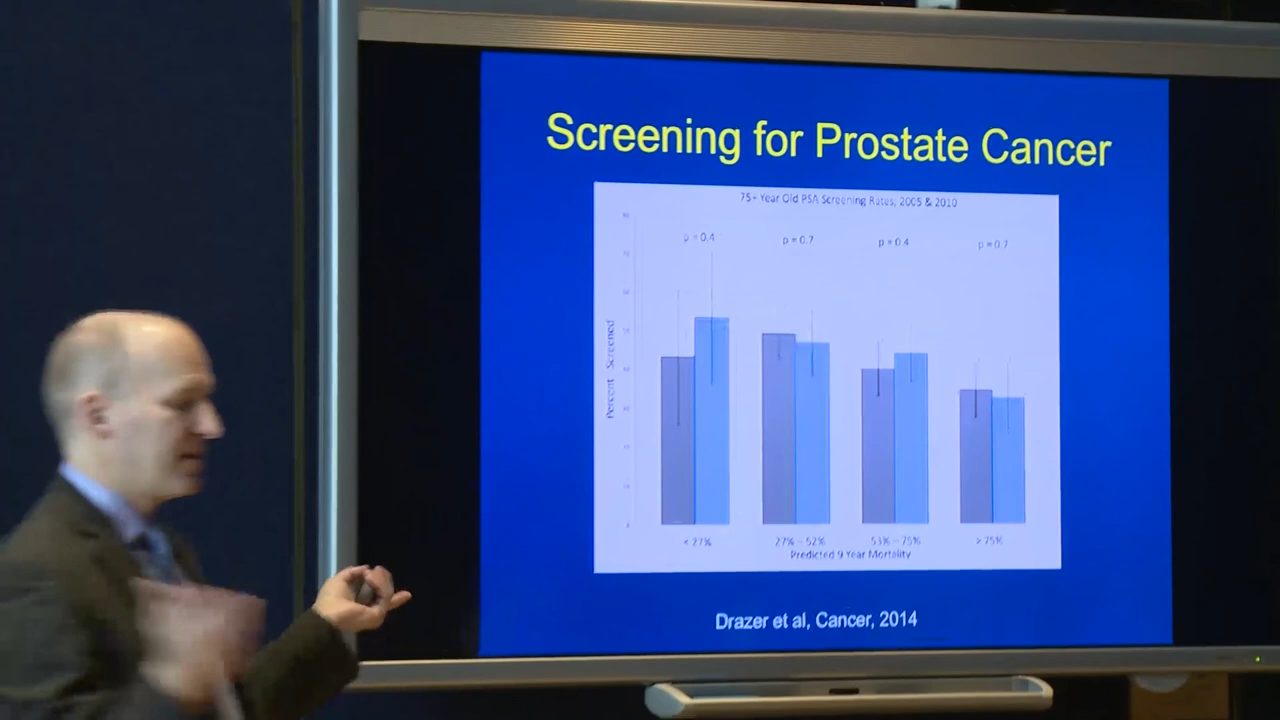 Screening for Prostate Cancer
75+ Year Old PSA Screening Rates, 2005 & 2010
p = 0.4 p = 0.7 p = 0.4 p = 0.7
Percent Screened
< 27% 27% - 52% 53% - 75% > 75%
Predicted 9 Year Mortality
Drazer et al, Cancer, 2014